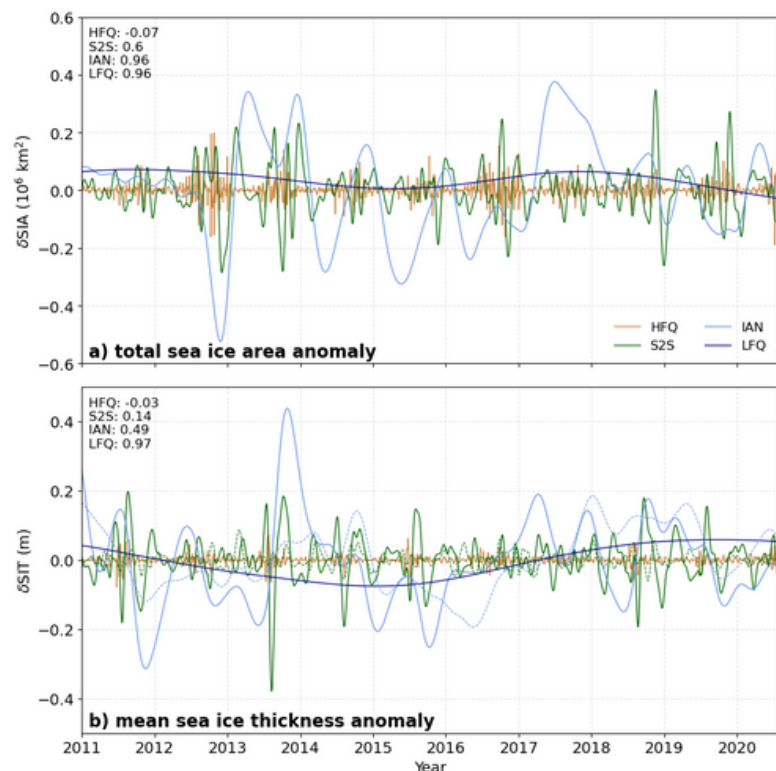 0.6
HFQ: -0.07
S2S: 0.6
IAN: 0.96
LFQ: 0.96
0.4
0.2
0.0
−0.2
−0.4
−0.6
δSIA (10⁶ km²)
HFQ IAN
S2S LFQ
a) total sea ice area anomaly
HFQ: -0.03
S2S: 0.14
IAN: 0.49
LFQ: 0.97
0.4
0.2
0.0
−0.2
−0.4
δSIT (m)
b) mean sea ice thickness anomaly
2011 2012 2013 2014 2015 2016 2017 2018 2019 2020
Year